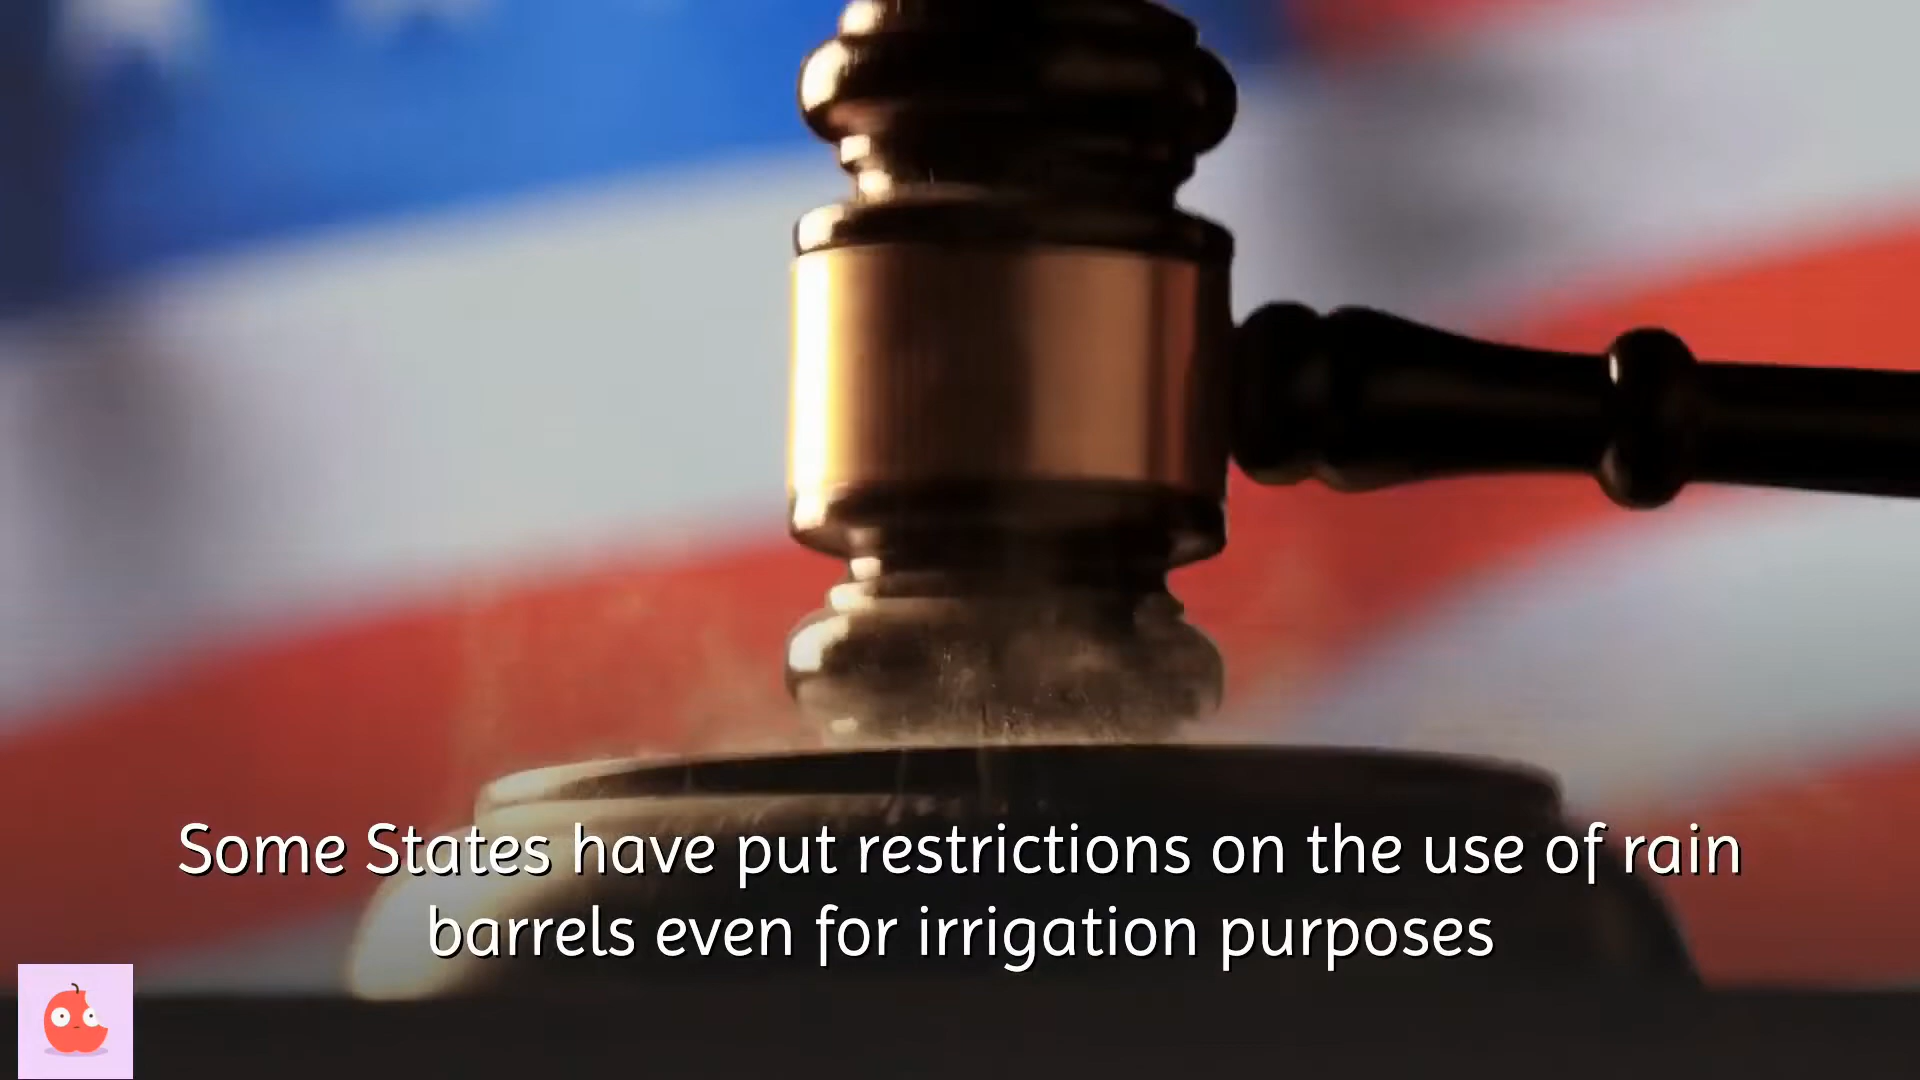 Some States have put restrictions on the use of rain
barrels even for irrigation purposes